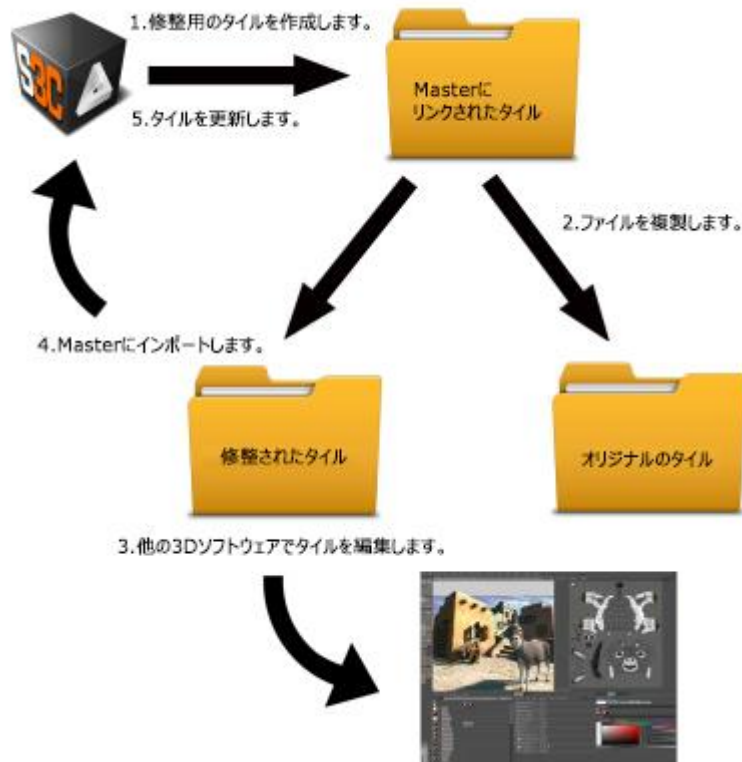 1.修整用のタイルを作成します。
S3C
5.タイルを更新します。
Masterに
リンクされたタイル
2.ファイルを複製します。
4.Masterにインポートします。
修整されたタイル
オリジナルのタイル
3.他の3Dソフトウェアでタイルを編集します。